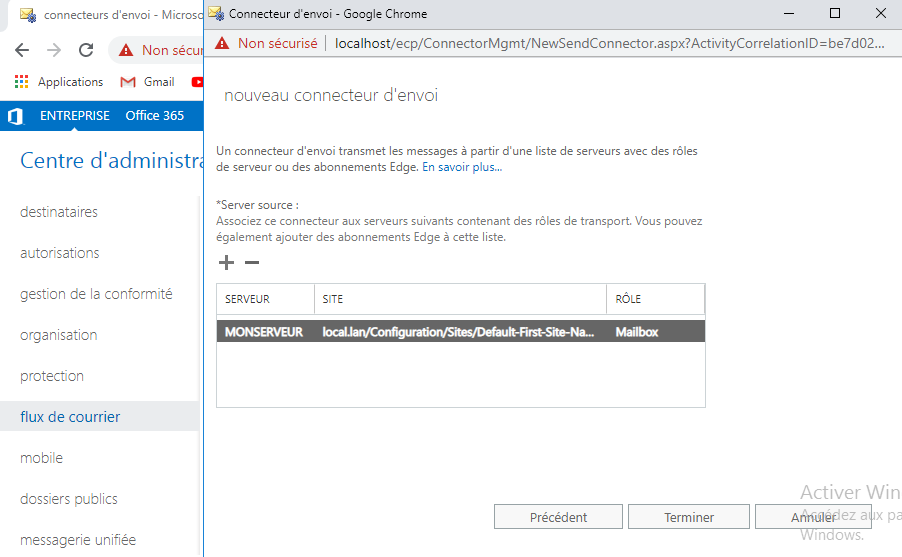 connecteurs d'envoi - Microso
Connecteur d'envoi - Google Chrome
Non sécur
Non sécurisé
localhost/ecp/ConnectorMgmt/NewSendConnector.aspx?ActivityCorrelationID=be7d02...
Applications
Gmail
ENTREPRISE
Office 365
Centre d'administra
destinataires
autorisations
gestion de la conformité
organisation
protection
flux de courrier
mobile
dossiers publics
messagerie unifiée
nouveau connecteur d'envoi
Un connecteur d'envoi transmet les messages à partir d'une liste de serveurs avec des rôles
de serveur ou des abonnements Edge. En savoir plus...
*Server source :
Associez ce connecteur aux serveurs suivants contenant des rôles de transport. Vous pouvez
également ajouter des abonnements Edge à cette liste.
SERVEUR SITE RÔLE
MONSERVEUR local.lan/Configuration/Sites/Default-First-Site-Na... Mailbox
Précédent
Terminer
Annuler
Activer Win
Accédez aux pa
Windows.